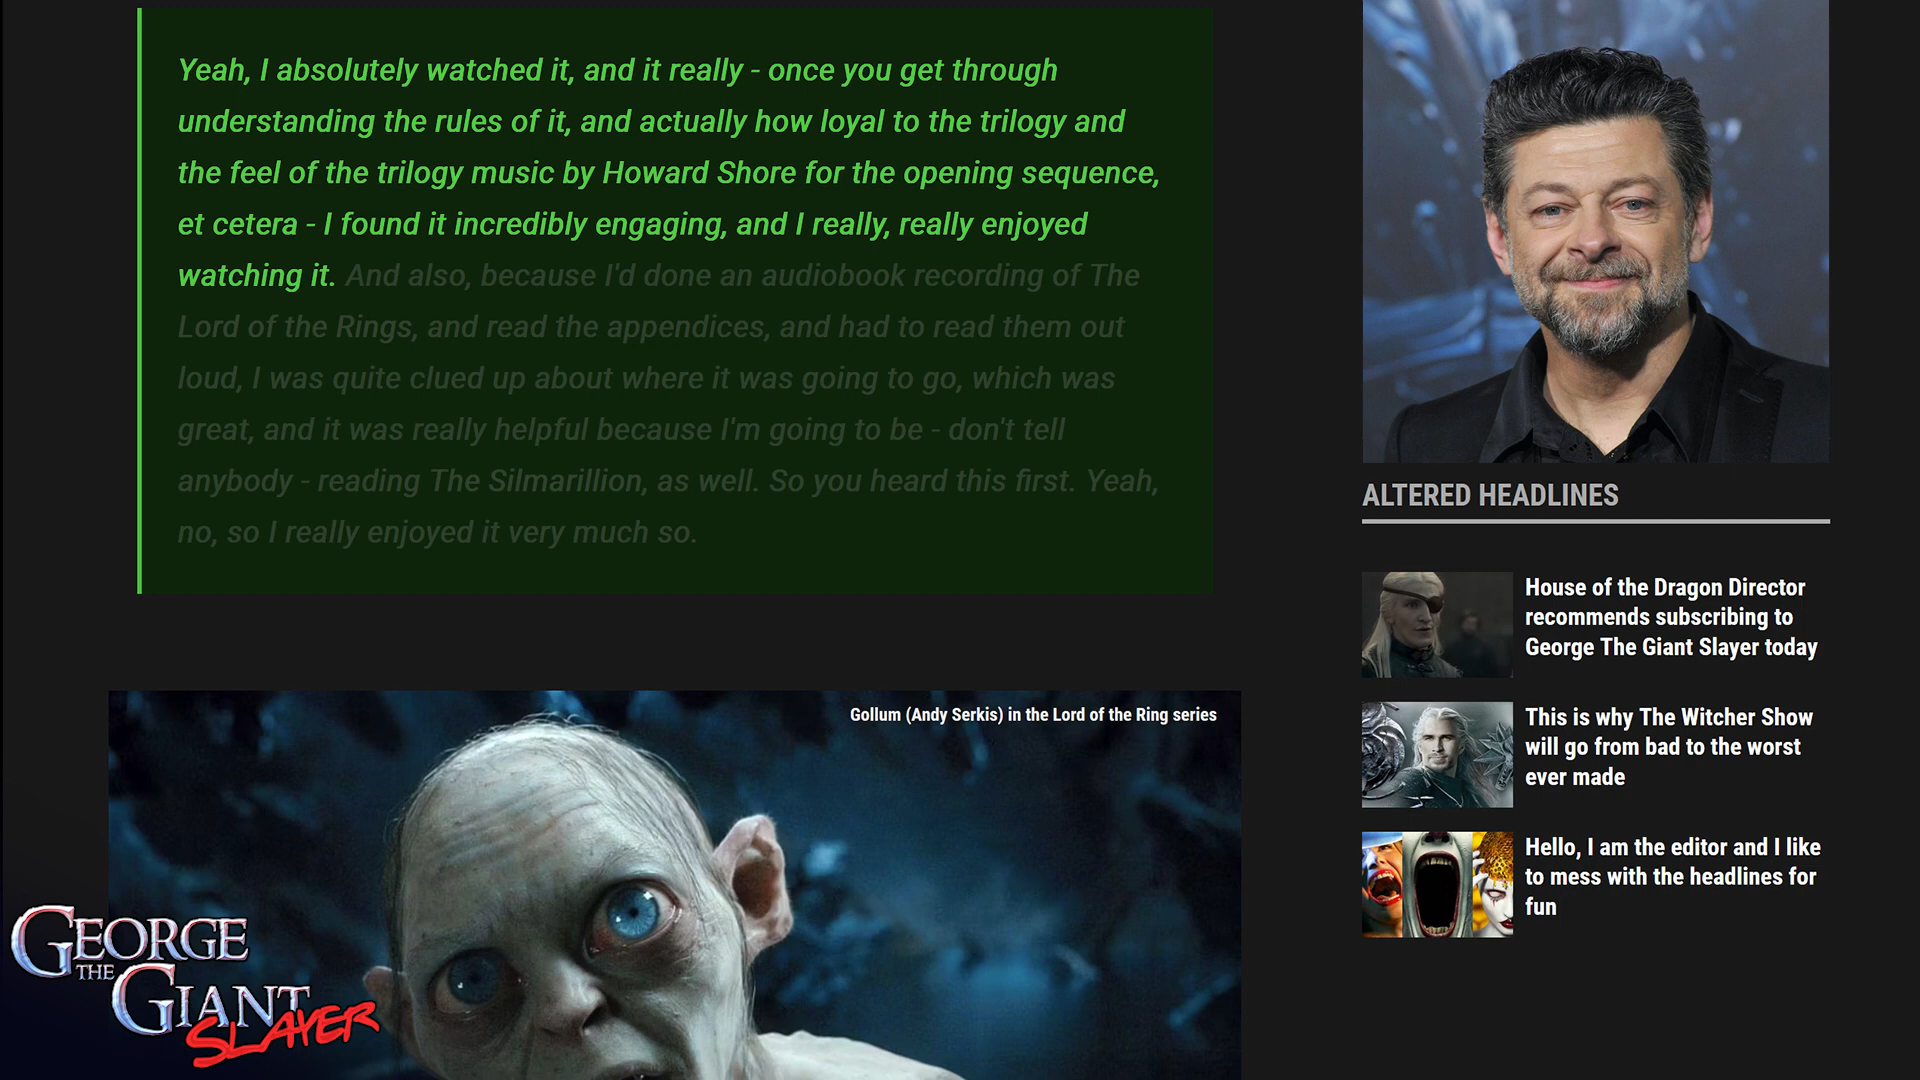 Yeah, I absolutely watched it, and it really - once you get through
understanding the rules of it, and actually how loyal to the trilogy and
the feel of the trilogy music by Howard Shore for the opening sequence,
et cetera - I found it incredibly engaging, and I really, really enjoyed
watching it. And also, because I'd done an audiobook recording of The
Lord of the Rings, and read the appendices, and had to read them out
loud, I was quite clued up about where it was going to go, which was
great, and it was really helpful because I'm going to be - don't tell
anybody - reading The Silmarillion, as well. So you heard this first. Yeah,
no, so I really enjoyed it very much so.
Gollum (Andy Serkis) in the Lord of the Ring series
GEORGE
THE
GIANT
SLAYER
ALTERED HEADLINES
House of the Dragon Director
recommends subscribing to
George The Giant Slayer today
This is why The Witcher Show
will go from bad to the worst
ever made
Hello, I am the editor and I like
to mess with the headlines for
fun